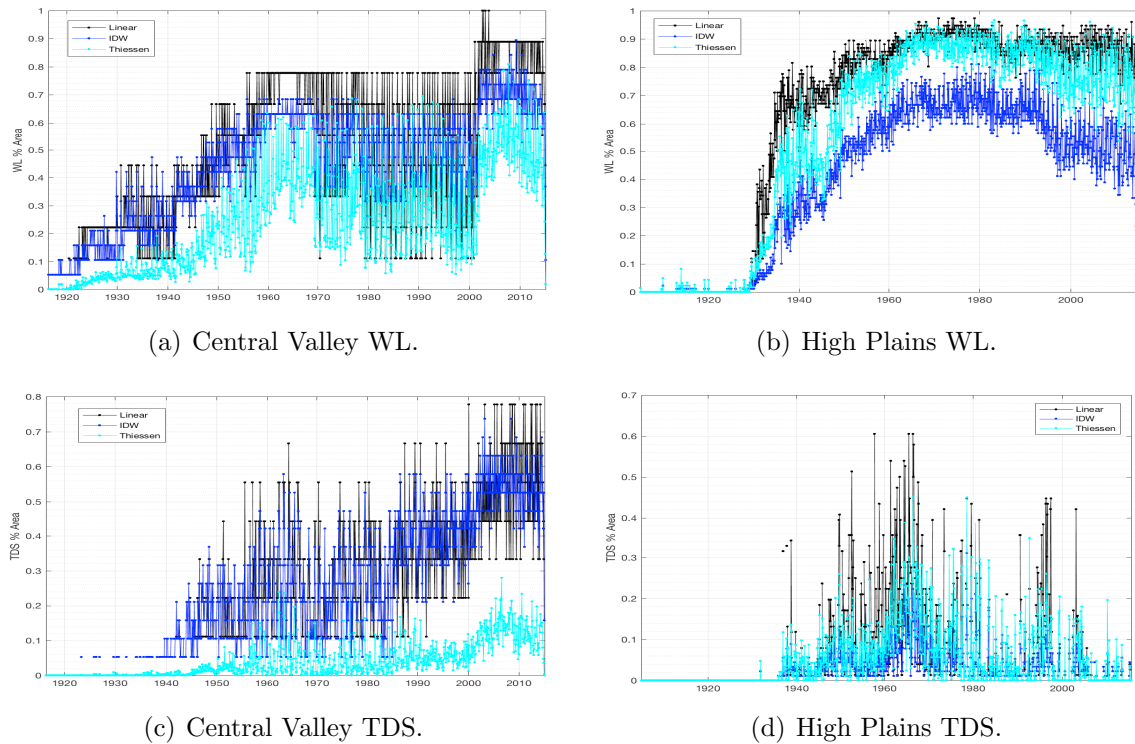 1
0.9
0.8
0.7
0.6
0.5
0.4
0.3
0.2
0.1
0
WL % Area
Linear
IDW
Thiessen
1920 1930 1940 1950 1960 1970 1980 1990 2000 2010
(a) Central Valley WL.
1
0.9
0.8
0.7
0.6
0.5
0.4
0.3
0.2
0.1
0
WL % Area
Linear
IDW
Thiessen
1920 1940 1960 1980 2000
(b) High Plains WL.
0.8
0.7
0.6
0.5
0.4
0.3
0.2
0.1
0
TDS % Area
Linear
IDW
Thiessen
1920 1930 1940 1950 1960 1970 1980 1990 2000 2010
(c) Central Valley TDS.
0.7
0.6
0.5
0.4
0.3
0.2
0.1
0
TDS % Area
Linear
IDW
Thiessen
1920 1940 1960 1980 2000
(d) High Plains TDS.